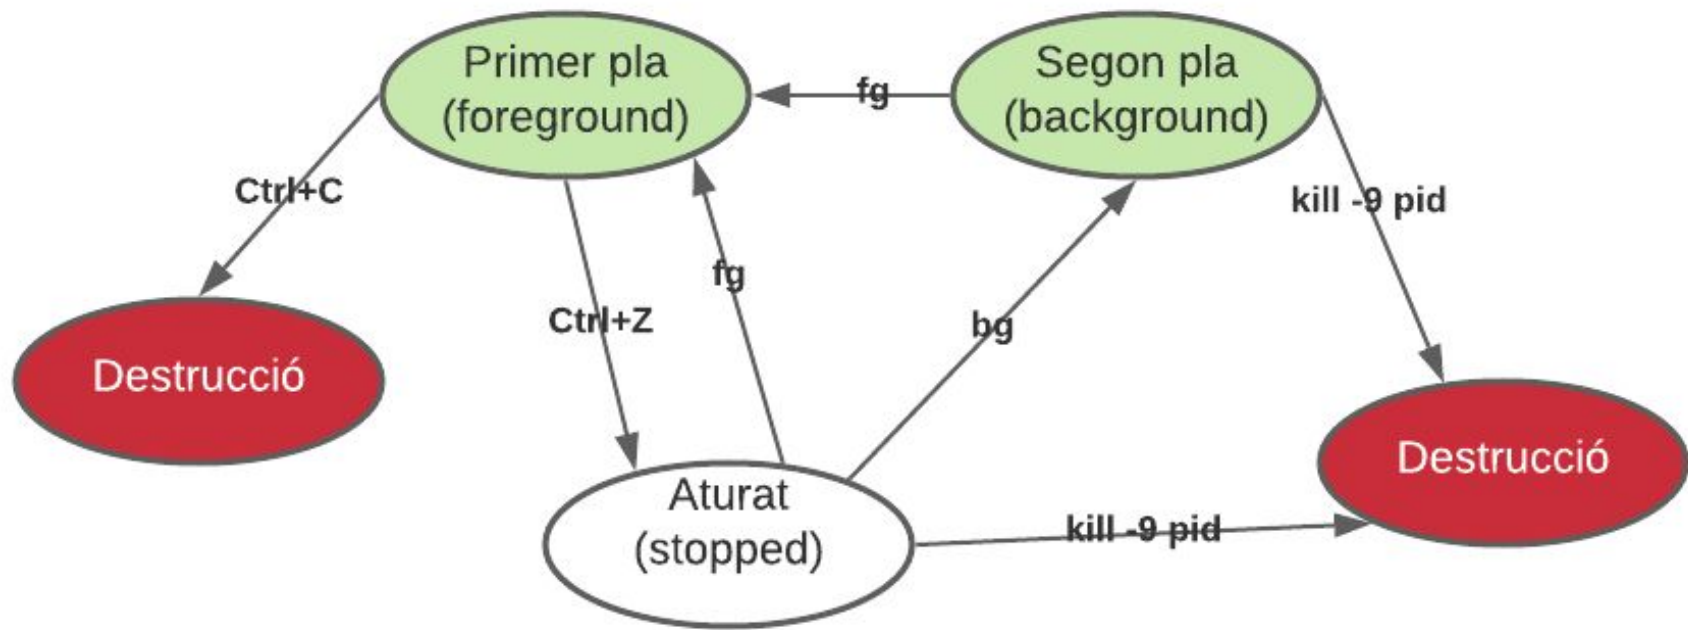 Primer pla
(foreground)
Segon pla
(background)
fg
Ctrl+C
kill -9 pid
fg
Ctrl+Z
bg
Destrucció
Destrucció
Aturat
(stopped)
kill -9 pid